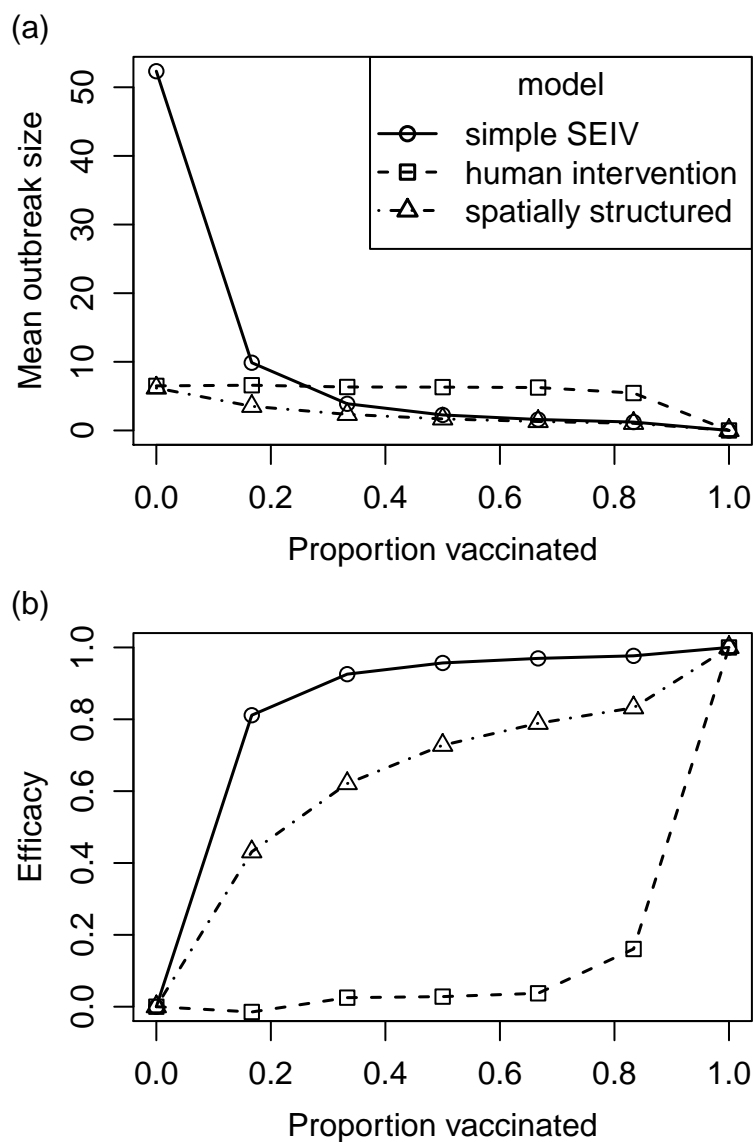 (a)
Mean outbreak size
0 10 20 30 40 50
model
simple SEIV
human intervention
spatially structured
0.0 0.2 0.4 0.6 0.8 1.0
Proportion vaccinated
(b)
Efficacy
0.0 0.2 0.4 0.6 0.8 1.0
0.0 0.2 0.4 0.6 0.8 1.0
Proportion vaccinated